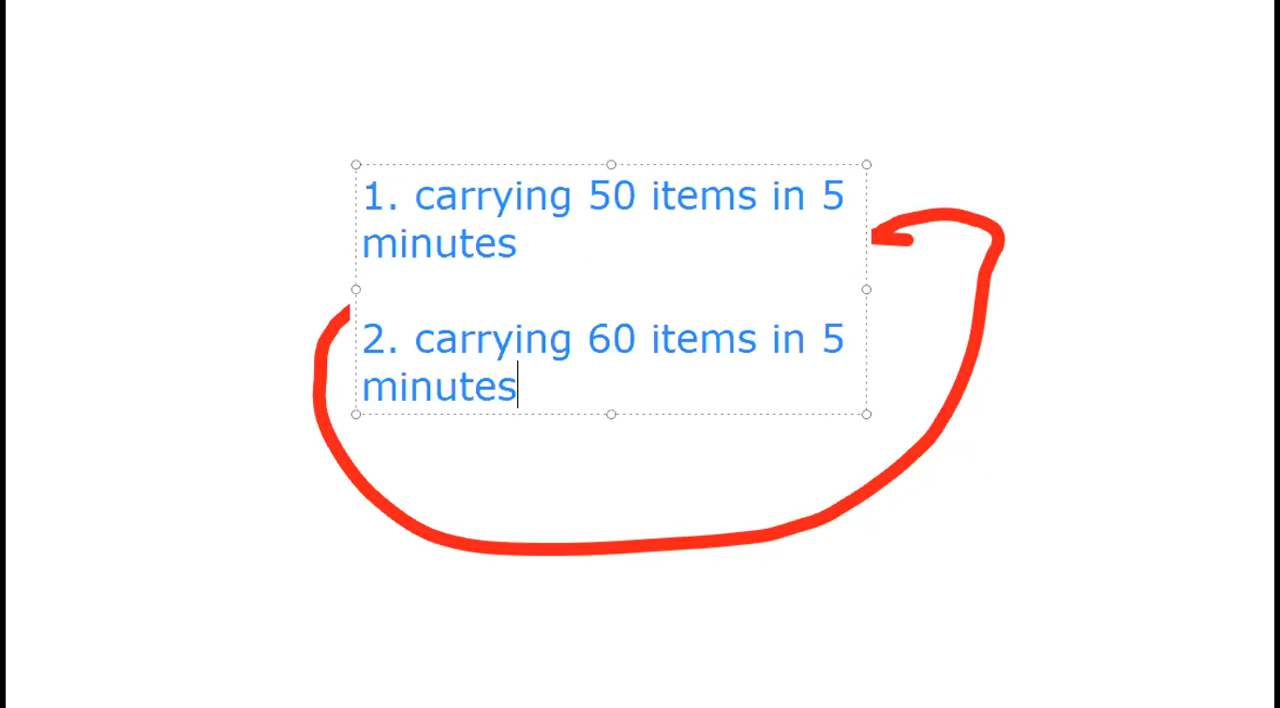 1. carrying 50 items in 5
minutes
2. carrying 60 items in 5
minutes